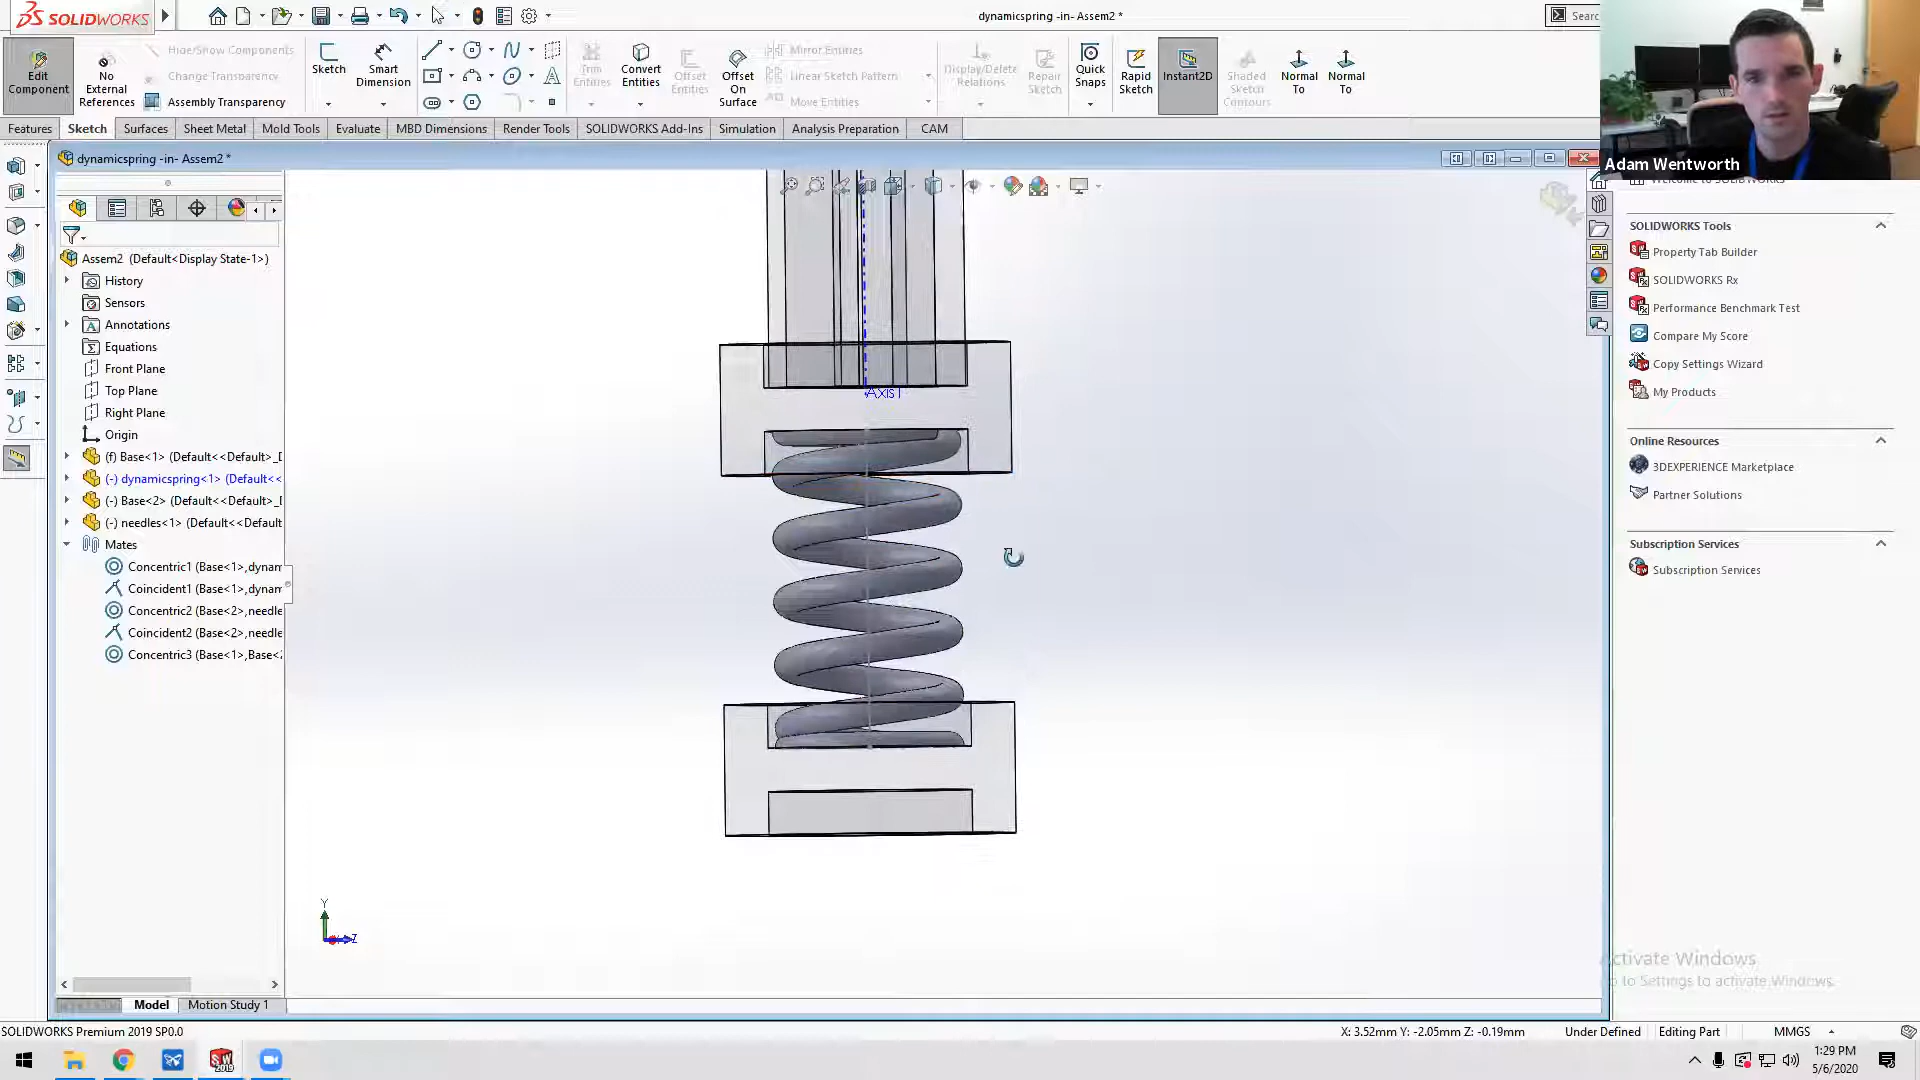 SOLIDWORKS
dynamicspring -in- Assem2 *
Searc
Edit Component
No External References
Hide/Show Components
Change Transparency
Assembly Transparency
Sketch
Smart Dimension
Trim Entities
Convert Entities
Offset Entities
Offset On Surface
Mirror Entities
Linear Sketch Pattern
Move Entities
Display/Delete Relations
Repair Sketch
Quick Snaps
Rapid Sketch
Instant2D
Shaded Sketch Contours
Normal To
Normal To
Features
Sketch
Surfaces
Sheet Metal
Mold Tools
Evaluate
MBD Dimensions
Render Tools
SOLIDWORKS Add-Ins
Simulation
Analysis Preparation
CAM
Adam Wentworth
dynamicspring -in- Assem2 *
Assem2 (Default<Display State-1>)
History
Sensors
Annotations
Equations
Front Plane
Top Plane
Right Plane
Origin
(f) Base<1> (Default<<Default>_D
(-) dynamicspring<1> (Default<<
(-) Base<2> (Default<<Default>_D
(-) needles<1> (Default<<Default
Mates
Concentric1 (Base<1>,dynam
Coincident1 (Base<1>,dynam
Concentric2 (Base<2>,needle
Coincident2 (Base<2>,needle
Concentric3 (Base<1>,Base<2
Axis1
Y
Z
SOLIDWORKS Tools
Property Tab Builder
SOLIDWORKS Rx
Performance Benchmark Test
Compare My Score
Copy Settings Wizard
My Products
Online Resources
3DEXPERIENCE Marketplace
Partner Solutions
Subscription Services
Subscription Services
Activate Windows
Go to Settings to activate Windows.
Model
Motion Study 1
SOLIDWORKS Premium 2019 SP0.0
X: 3.52mm Y: -2.05mm Z: -0.19mm
Under Defined
Editing Part
MMGS
1:29 PM
5/6/2020